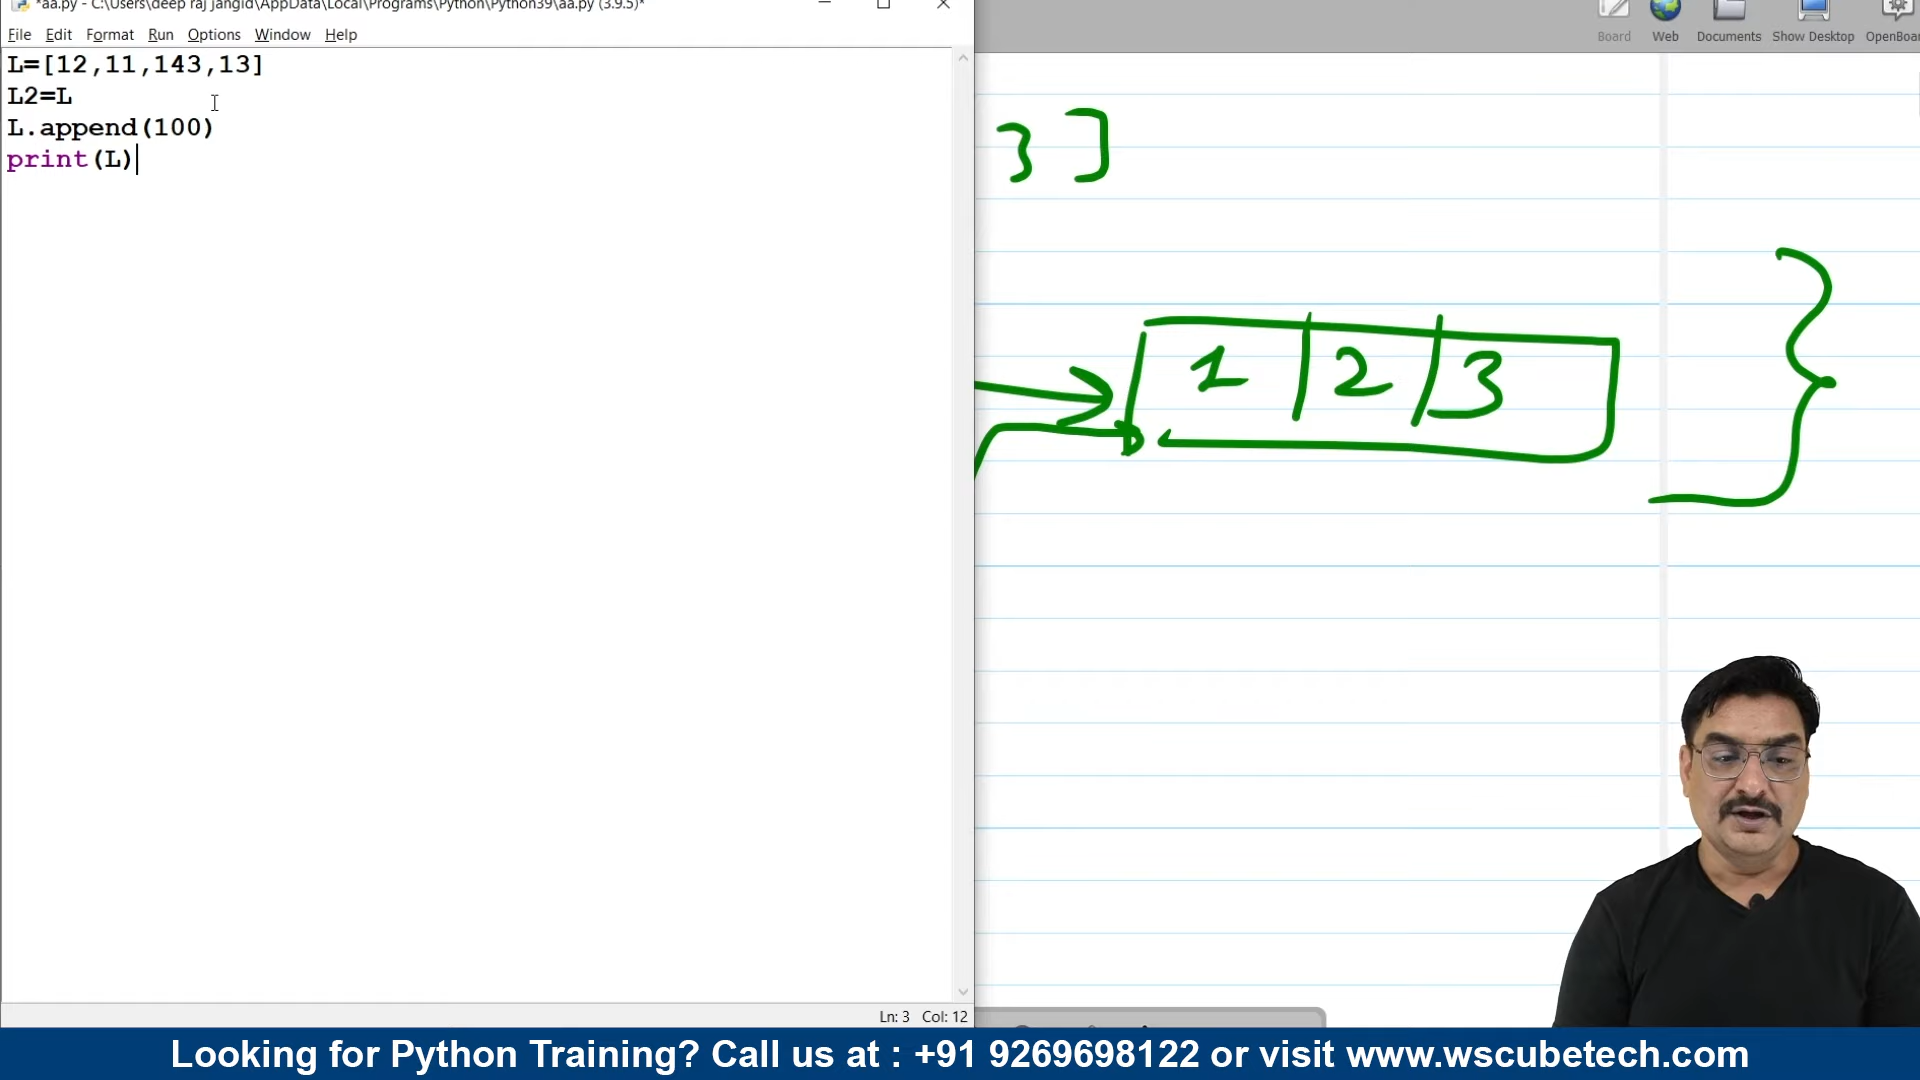 *aa.py - C:\Users\deep raj jangid\AppData\Local\Programs\Python\Python39\aa.py (3.9.5)*
File Edit Format Run Options Window Help
Board Web Documents Show Desktop OpenBoar
L=[12,11,143,13]
L2=L
L.append(100)
print(L)
3 ]
1 2 3
Ln: 3 Col: 12
Looking for Python Training? Call us at : +91 9269698122 or visit www.wscubetech.com